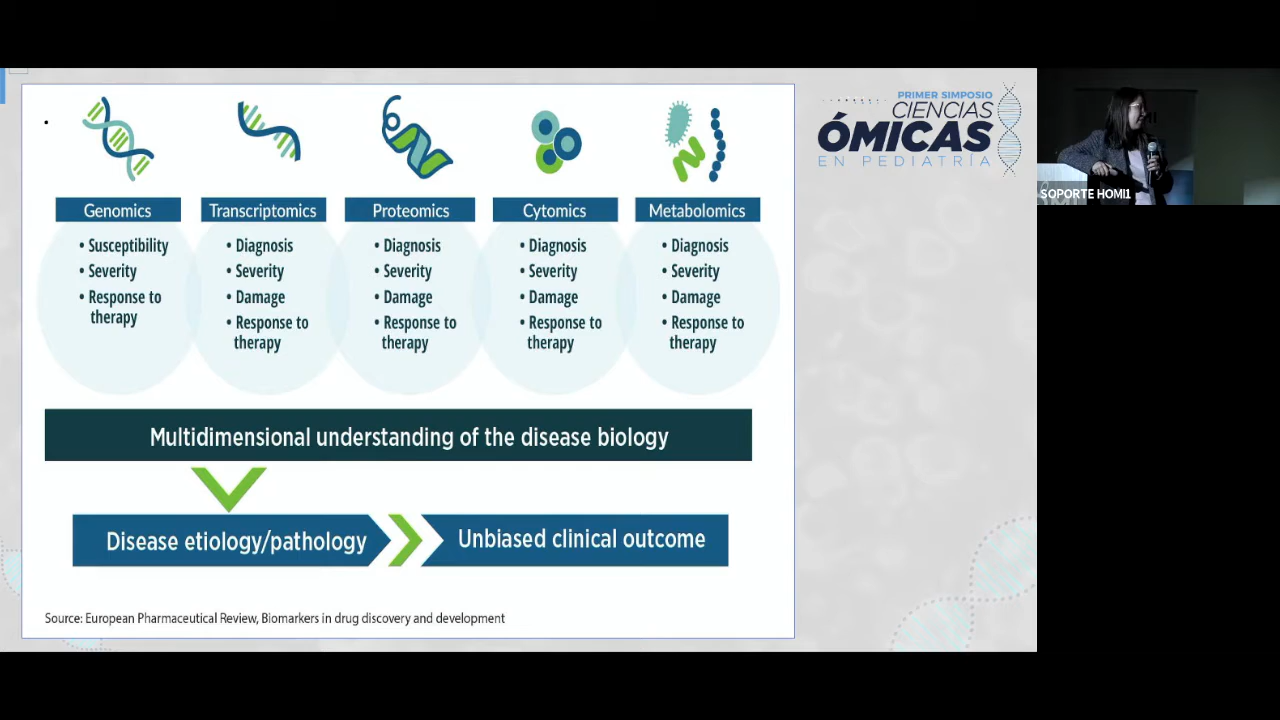 PRIMER SIMPOSIO
CIENCIAS
ÓMICAS
EN PEDIATRÍA
SOPORTE HOMI1
Genomics
• Susceptibility
• Severity
• Response to
therapy
Transcriptomics
• Diagnosis
• Severity
• Damage
• Response to
therapy
Proteomics
• Diagnosis
• Severity
• Damage
• Response to
therapy
Cytomics
• Diagnosis
• Severity
• Damage
• Response to
therapy
Metabolomics
• Diagnosis
• Severity
• Damage
• Response to
therapy
Multidimensional understanding of the disease biology
Disease etiology/pathology
Unbiased clinical outcome
Source: European Pharmaceutical Review, Biomarkers in drug discovery and development